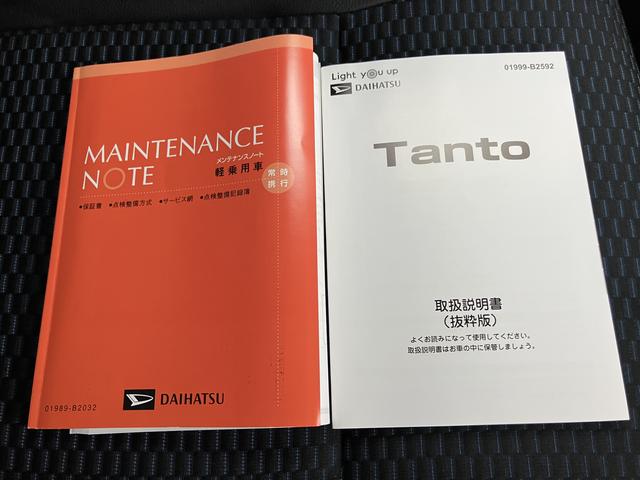 MAINTENANCE
NOTE
メンテナンスノート
軽乗用車
常時
携行
•保証書 •点検整備方式 •サービス網 •点検整備記録簿
01989-B2032
DAIHATSU
Light you up
DAIHATSU
01999-B2592
Tanto
取扱説明書
（抜粋版）
よくお読みになって使用してください。
取扱説明書はお車の中に保管しましょう。